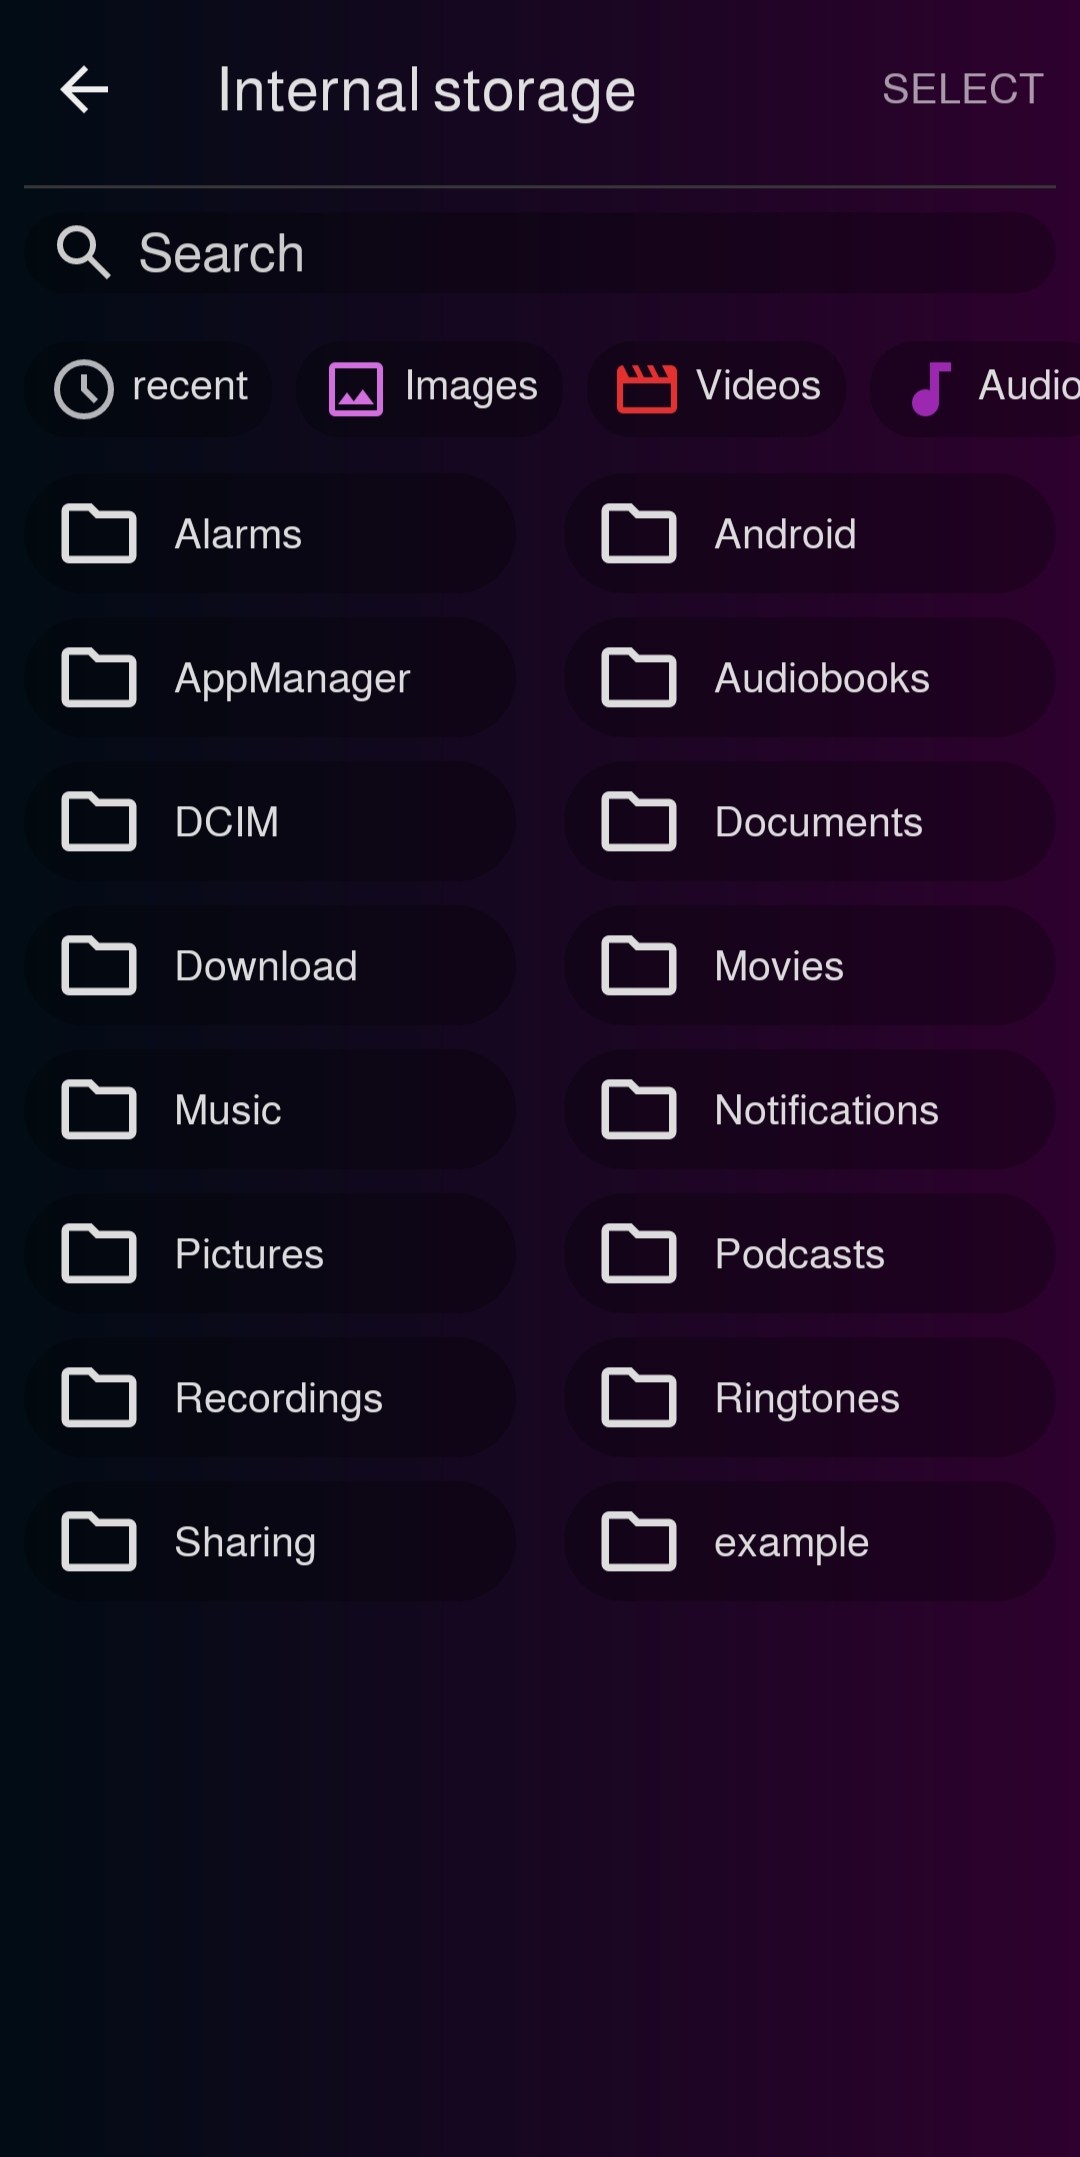 Internal storage SELECT
Search
recent Images Videos Audio
Alarms Android
AppManager Audiobooks
DCIM Documents
Download Movies
Music Notifications
Pictures Podcasts
Recordings Ringtones
Sharing example